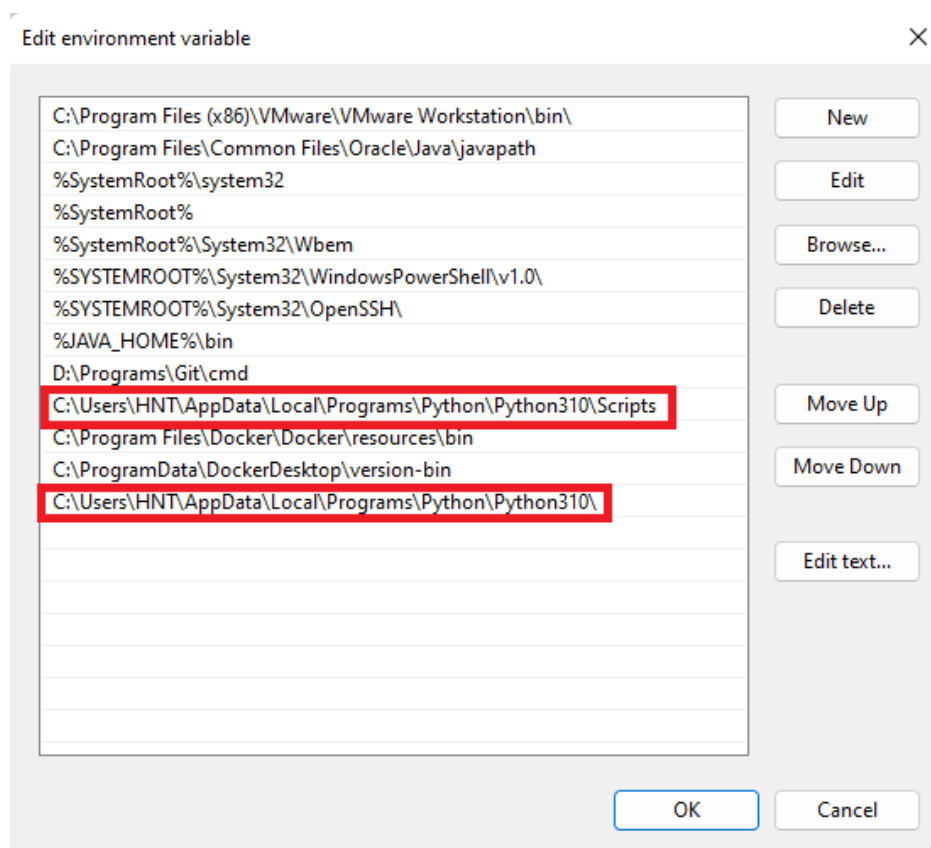 Edit environment variable
C:\Program Files (x86)\VMware\VMware Workstation\bin\
C:\Program Files\Common Files\Oracle\Java\javapath
%SystemRoot%\system32
%SystemRoot%
%SystemRoot%\System32\Wbem
%SYSTEMROOT%\System32\WindowsPowerShell\v1.0\
%SYSTEMROOT%\System32\OpenSSH\
%JAVA_HOME%\bin
D:\Programs\Git\cmd
C:\Users\HNT\AppData\Local\Programs\Python\Python310\Scripts
C:\Program Files\Docker\Docker\resources\bin
C:\ProgramData\DockerDesktop\version-bin
C:\Users\HNT\AppData\Local\Programs\Python\Python310\
New
Edit
Browse...
Delete
Move Up
Move Down
Edit text...
OK
Cancel